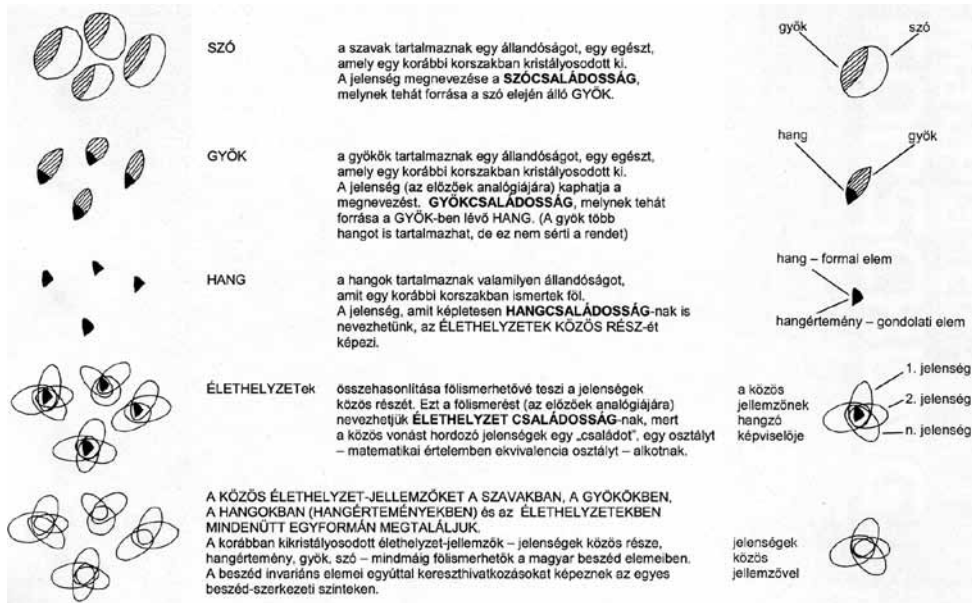 SZÓ
a szavak tartalmaznak egy állandóságot, egy egészt,
amely egy korábbi korszakban kristályosodott ki.
A jelenség megnevezése a SZÓCSALÁDOSSÁG,
melynek tehát forrása a szó elején álló GYÖK.
gyök
szó
GYÖK
a gyökök tartalmaznak egy állandóságot, egy egészt,
amely egy korábbi korszakban kristályosodott ki.
A jelenség (az előzőek analógiájára) kaphatja a
megnevezést. GYÖKCSALÁDOSSÁG, melynek tehát
forrása a GYÖK-ben lévő HANG. (A gyök több
hangot is tartalmazhat, de ez nem sérti a rendet)
hang
gyök
HANG
a hangok tartalmaznak valamilyen állandóságot,
amit egy korábbi korszakban ismertek föl.
A jelenség, amit képletesen HANGCSALÁDOSSÁG-nak is
nevezhetünk, az ÉLETHELYZETEK KÖZÖS RÉSZ-ét
képezi.
hang – formai elem
hangértemény – gondolati elem
ÉLETHELYZETek
összehasonlítása fölismerhetővé teszi a jelenségek
közös részét. Ezt a fölismerést (az előzőek analógiájára)
nevezhetjük ÉLETHELYZET CSALÁDOSSÁG-nak, mert
a közös vonást hordozó jelenségek egy „családot”, egy osztályt
– matematikai értelemben ekvivalencia osztályt – alkotnak.
a közös
jellemzőnek
hangzó
képviselője
1. jelenség
2. jelenség
n. jelenség
A KÖZÖS ÉLETHELYZET-JELLEMZŐKET A SZAVAKBAN, A GYÖKÖKBEN,
A HANGOKBAN (HANGÉRTEMÉNYEKBEN) és az ÉLETHELYZETEKBEN
MINDENÜTT EGYFORMÁN MEGTALÁLJUK.
A korábban kikristályosodott élethelyzet-jellemzők – jelenségek közös része,
hangértemény, gyök, szó – mindmáig fölismerhetők a magyar beszéd elemeiben.
A beszéd invariáns elemei egyúttal kereszthivatkozásokat képeznek az egyes
beszéd-szerkezeti szinteken.
jelenségek
közös
jellemzővel